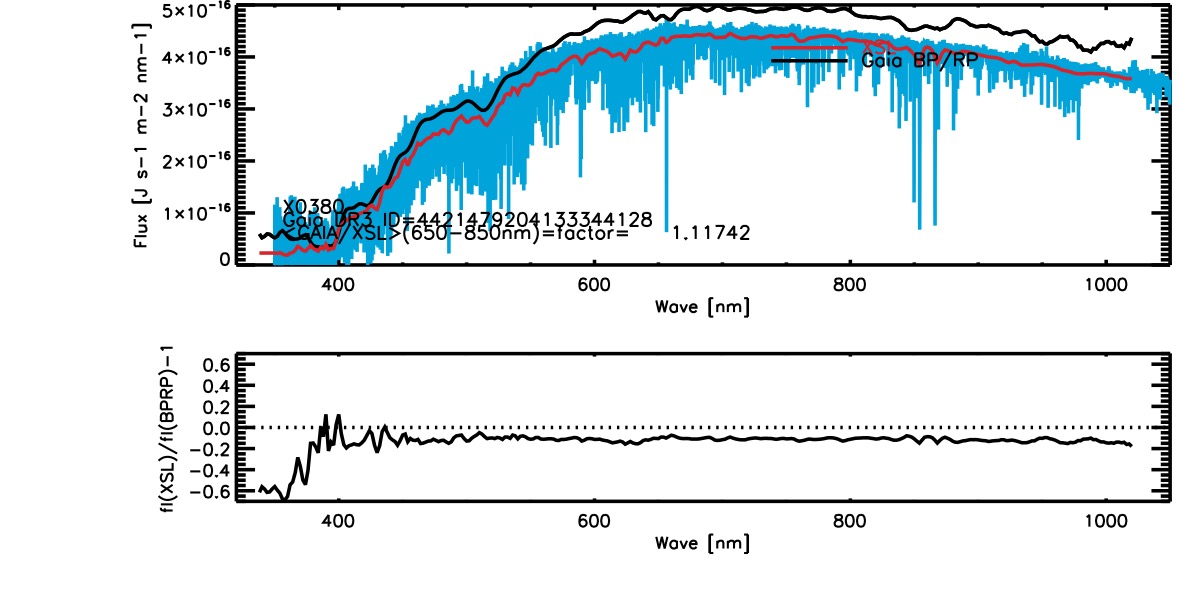 5×10−16
4×10−16
3×10−16
2×10−16
1×10−16
0
Flux [J s−1 m−2 nm−1]
XSL
Gaia BP/RP
X0380
Gaia DR3 ID=4421479204133344128
<GAIA/XSL>(650−850nm)=factor= 1.11742
400 600 800 1000
Wave [nm]
0.6
0.4
0.2
0.0
−0.2
−0.4
−0.6
fl(XSL)/fl(BPRP)−1
400 600 800 1000
Wave [nm]